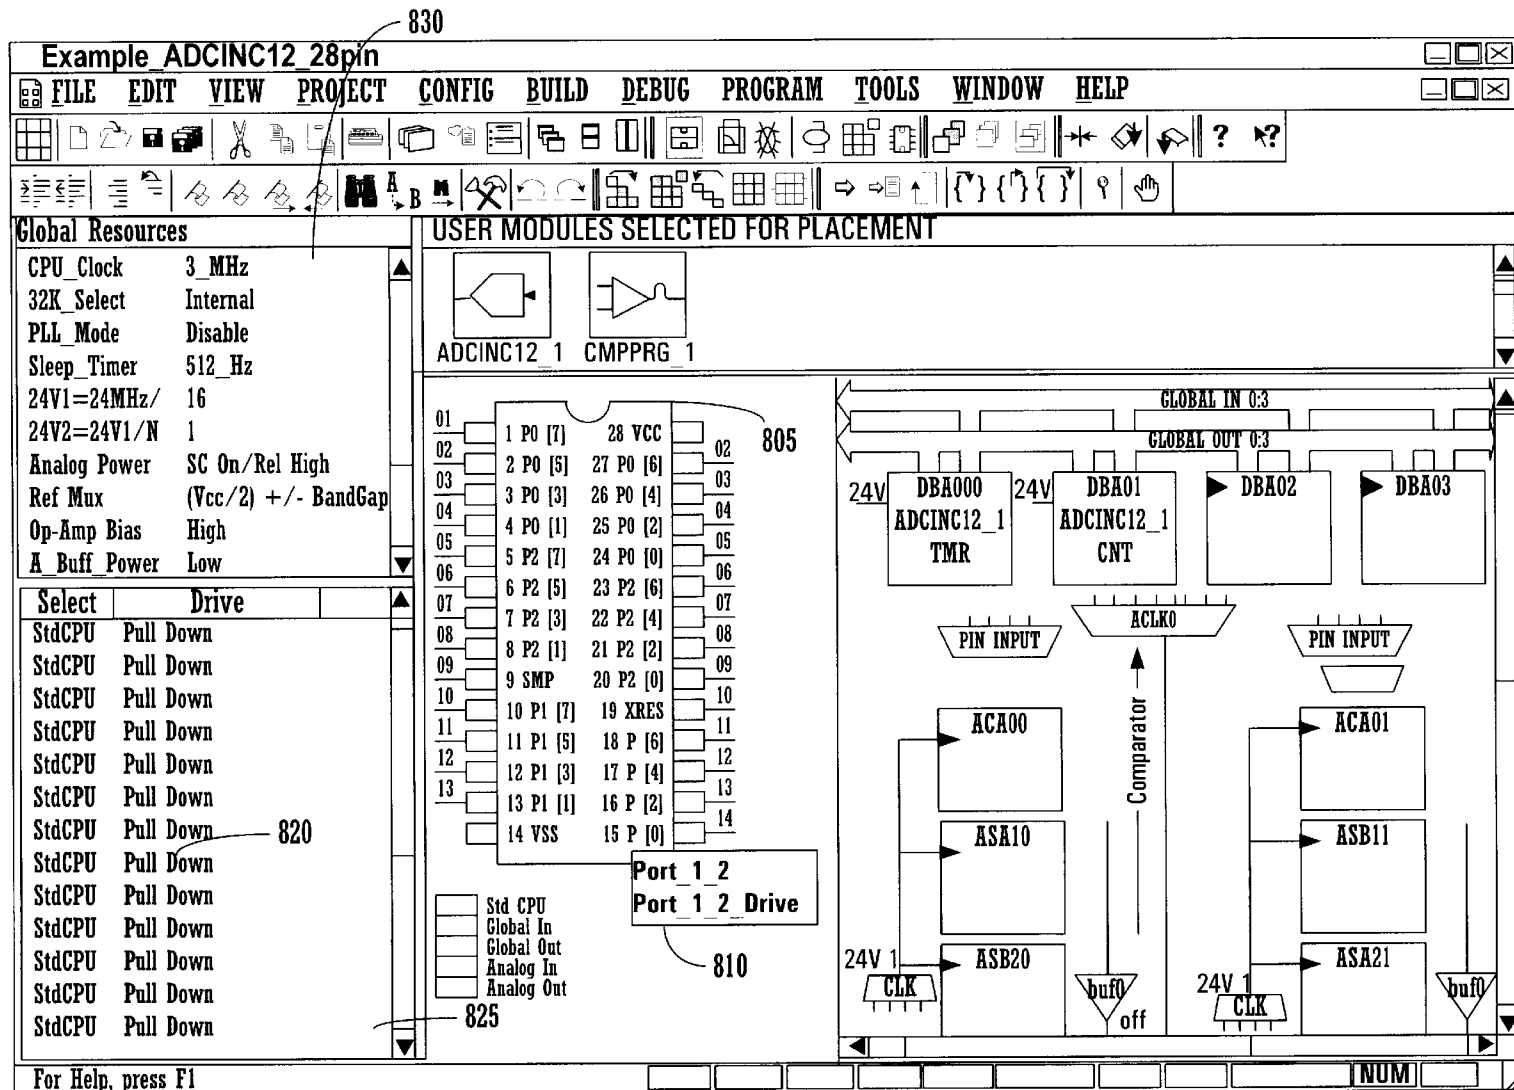 830
Example_ADCINC12_28pin
FILE EDIT VIEW PROJECT CONFIG BUILD DEBUG PROGRAM TOOLS WINDOW HELP
? ?
A B M
{ } { } { }
Global Resources
CPU_Clock 3_MHz
32K_Select Internal
PLL_Mode Disable
Sleep_Timer 512_Hz
24V1=24MHz/ 16
24V2=24V1/N 1
Analog Power SC On/Rel High
Ref Mux (Vcc/2) +/- BandGap
Op-Amp Bias High
A_Buff_Power Low
Select Drive
StdCPU Pull Down
StdCPU Pull Down
StdCPU Pull Down
StdCPU Pull Down
StdCPU Pull Down
StdCPU Pull Down
StdCPU Pull Down
StdCPU Pull Down
StdCPU Pull Down
StdCPU Pull Down
StdCPU Pull Down
StdCPU Pull Down
StdCPU Pull Down
820
825
USER MODULES SELECTED FOR PLACEMENT
ADCINC12_1 CMPPRG_1
805
01 1 P0 [7] 28 VCC
02 2 P0 [5] 27 P0 [6] 02
03 3 P0 [3] 26 P0 [4] 03
04 4 P0 [1] 25 P0 [2] 04
05 5 P2 [7] 24 P0 [0] 05
06 6 P2 [5] 23 P2 [6] 06
07 7 P2 [3] 22 P2 [4] 07
08 8 P2 [1] 21 P2 [2] 08
09 9 SMP 20 P2 [0] 09
10 10 P1 [7] 19 XRES 10
11 11 P1 [5] 18 P [6] 11
12 12 P1 [3] 17 P [4] 12
13 13 P1 [1] 16 P [2] 13
14 VSS 15 P [0] 14
Port_1_2
Port_1_2_Drive
810
Std CPU
Global In
Global Out
Analog In
Analog Out
GLOBAL IN 0:3
GLOBAL OUT 0:3
24V DBA000 ADCINC12_1 TMR
24V DBA01 ADCINC12_1 CNT
DBA02
DBA03
PIN INPUT
ACLK0
PIN INPUT
Comparator
ACA00
ACA01
ASA10
ASB11
24V 1
CLK
ASB20
buf0
off
24V 1
CLK
ASA21
buf0
For Help, press F1
NUM